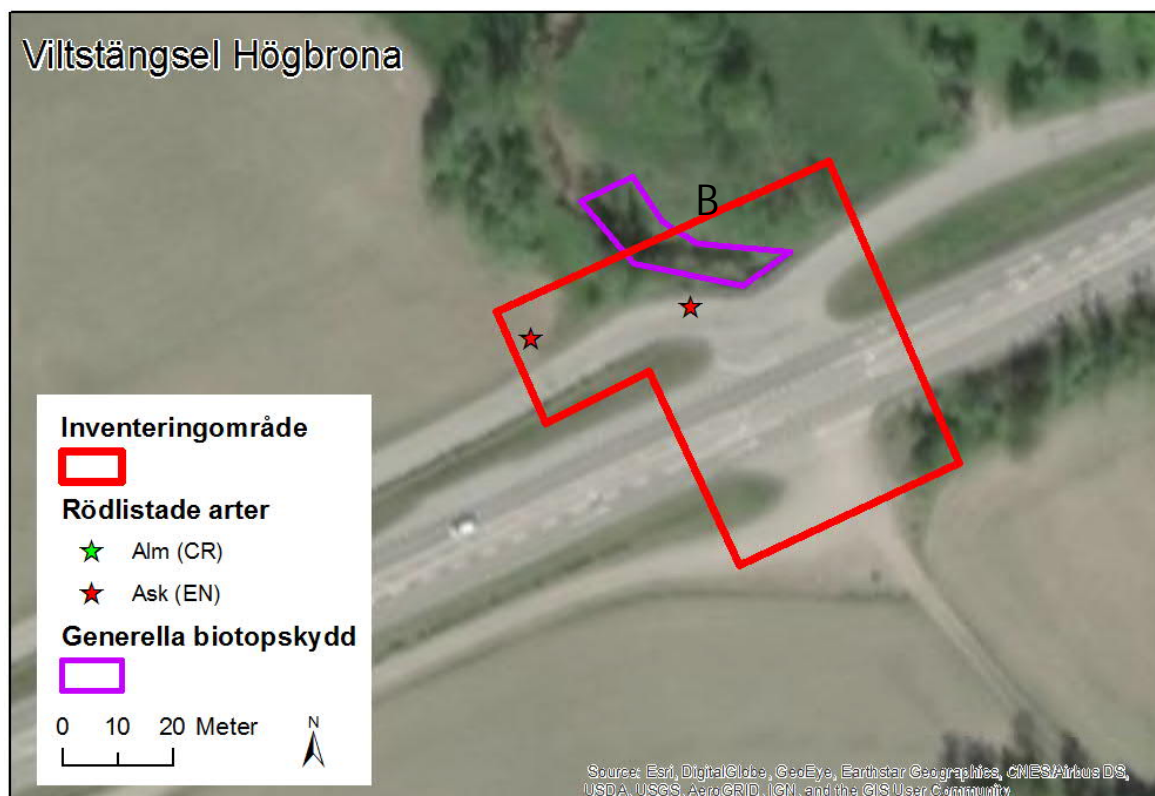 Viltstängsel Högbrona
B
Inventeringområde
Rödlistade arter
Alm (CR)
Ask (EN)
Generella biotopskydd
0 10 20 Meter
N
Source: Esri, DigitalGlobe, GeoEye, Earthstar Geographics, CNES/Airbus DS,
USDA, USGS, AeroGRID, IGN, and the GIS User Community